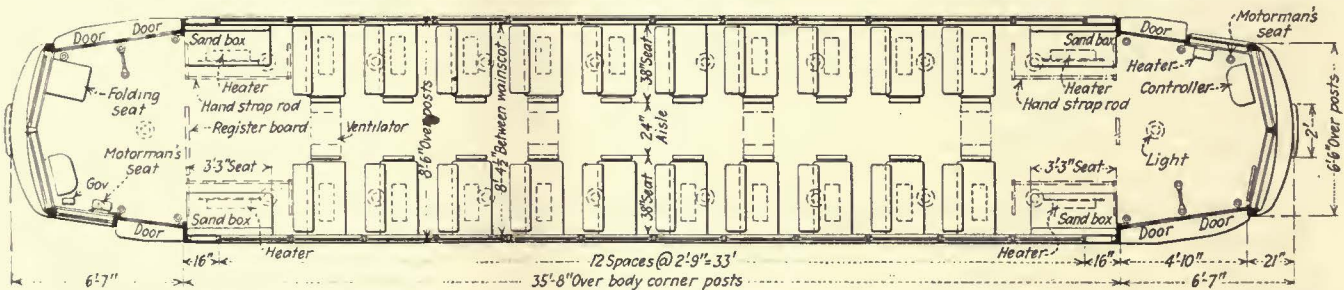 Door Door
Sand box
Heater
Hand strap rod
Folding seat
Register board
Ventilator
Motorman's seat
3'-3" Seat
Gov
Door
Sand box
Heater
8'-6" Over posts
8'-4½" Between wainscot
38" Seat
24" Aisle
38" Seat
Sand box
Heater
Hand strap rod
Door
Motorman's seat
Heater
Controller
Light
2'-
6'-6" Over posts
3'-3" Seat
Sand box
Heater
Door Door
16"
12 Spaces @ 2'-9" = 33'
16"
4'-10"
21"
6'-7"
35'-8" Over body corner posts
6'-7"